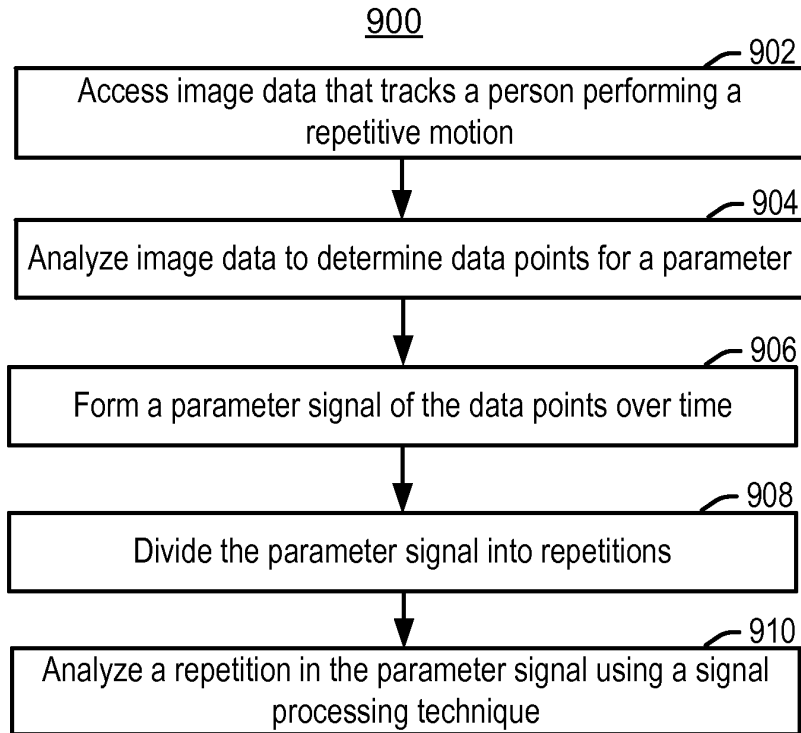 900
902
Access image data that tracks a person performing a
repetitive motion
904
Analyze image data to determine data points for a parameter
906
Form a parameter signal of the data points over time
908
Divide the parameter signal into repetitions
910
Analyze a repetition in the parameter signal using a signal
processing technique